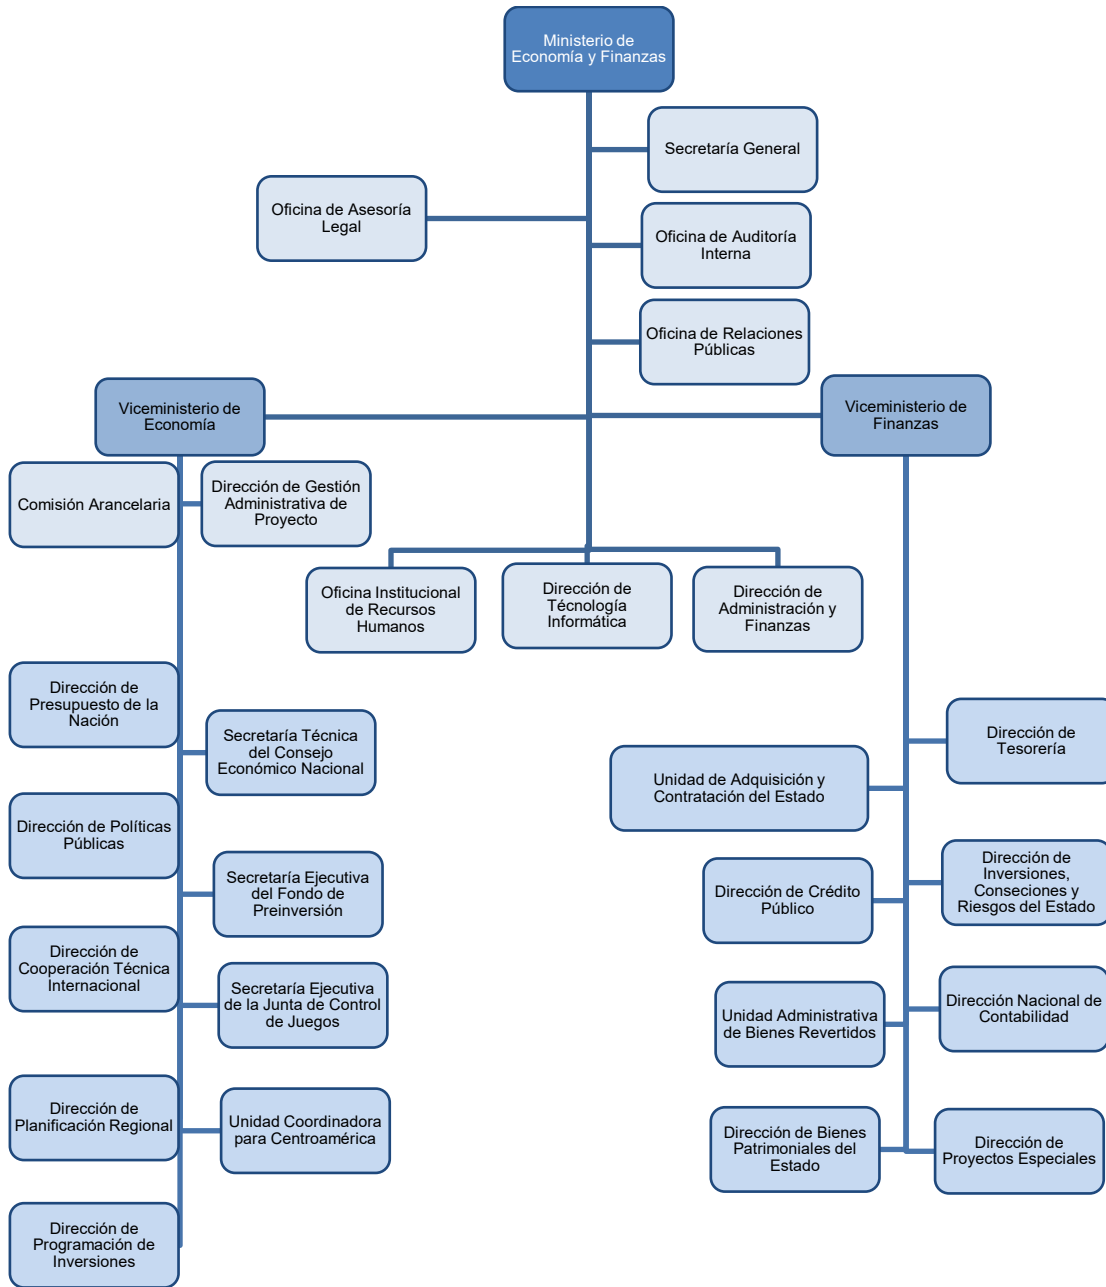 Ministerio de
Economía y Finanzas
Secretaría General
Oficina de Asesoría
Legal
Oficina de Auditoría
Interna
Oficina de Relaciones
Públicas
Viceministerio de
Economía
Viceministerio de
Finanzas
Comisión Arancelaria
Dirección de Gestión
Administrativa de
Proyecto
Oficina Institucional
de Recursos
Humanos
Dirección de
Técnología
Informática
Dirección de
Administración y
Finanzas
Dirección de
Presupuesto de la
Nación
Secretaría Técnica
del Consejo
Económico Nacional
Dirección de Políticas
Públicas
Secretaría Ejecutiva
del Fondo de
Preinversión
Dirección de
Cooperación Técnica
Internacional
Secretaría Ejecutiva
de la Junta de Control
de Juegos
Dirección de
Planificación Regional
Unidad Coordinadora
para Centroamérica
Dirección de
Programación de
Inversiones
Dirección de
Tesorería
Unidad de Adquisición y
Contratación del Estado
Dirección de
Inversiones,
Conseciones y
Riesgos del Estado
Dirección de Crédito
Público
Dirección Nacional de
Contabilidad
Unidad Administrativa
de Bienes Revertidos
Dirección de Bienes
Patrimoniales del
Estado
Dirección de
Proyectos Especiales